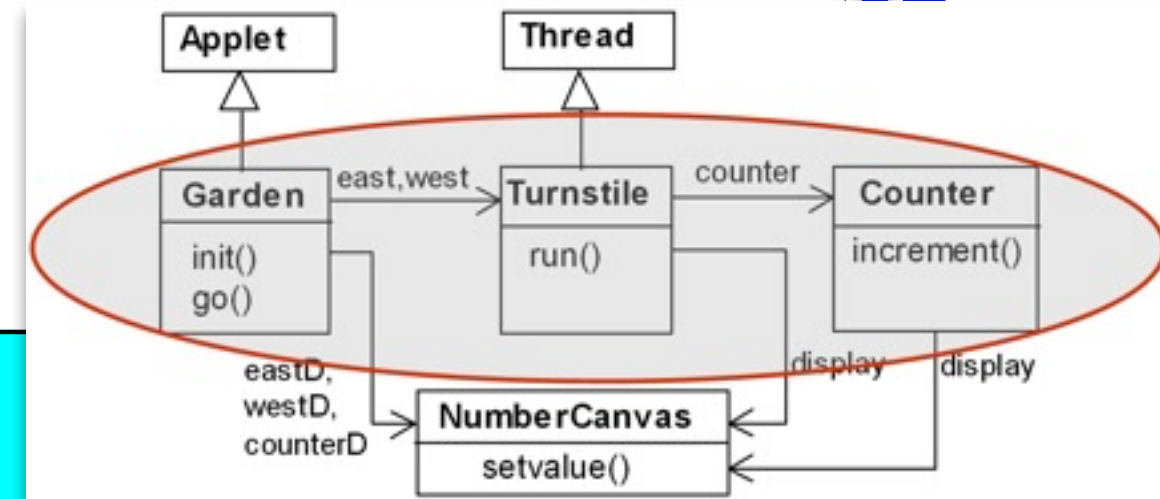 Applet
Thread
Garden
init()
go()
east,west
Turnstile
run()
counter
Counter
increment()
eastD,
westD,
counterD
display
display
NumberCanvas
setvalue()